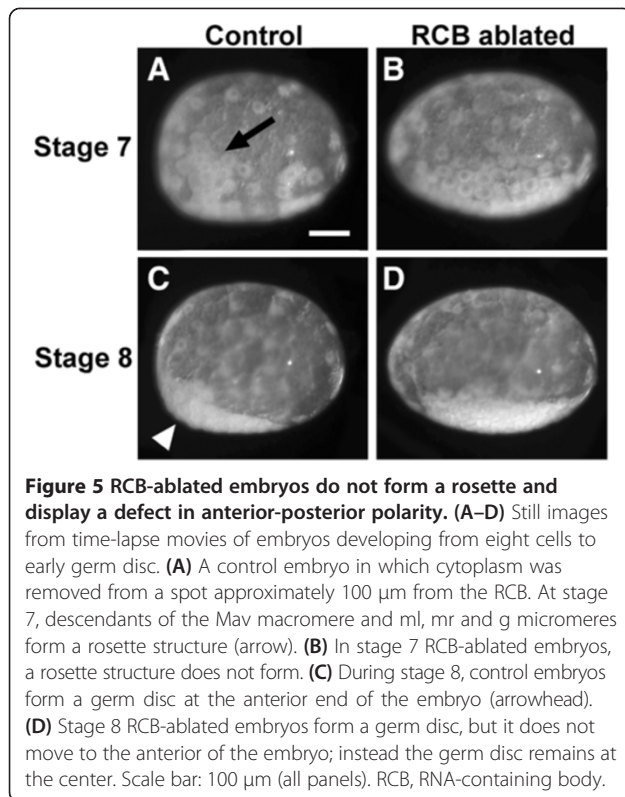 Control RCB ablated
A B
Stage 7
C D
Stage 8
Figure 5 RCB-ablated embryos do not form a rosette and
display a defect in anterior-posterior polarity. (A–D) Still images
from time-lapse movies of embryos developing from eight cells to
early germ disc. (A) A control embryo in which cytoplasm was
removed from a spot approximately 100 μm from the RCB. At stage
7, descendants of the Mav macromere and ml, mr and g micromeres
form a rosette structure (arrow). (B) In stage 7 RCB-ablated embryos,
a rosette structure does not form. (C) During stage 8, control embryos
form a germ disc at the anterior end of the embryo (arrowhead).
(D) Stage 8 RCB-ablated embryos form a germ disc, but it does not
move to the anterior of the embryo; instead the germ disc remains at
the center. Scale bar: 100 μm (all panels). RCB, RNA-containing body.